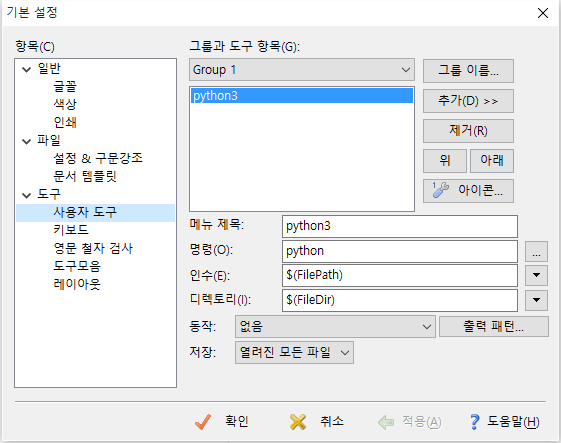 기본 설정
항목(C)
일반
글꼴
색상
인쇄
파일
설정 & 구문강조
문서 템플릿
도구
사용자 도구
키보드
영문 철자 검사
도구모음
레이아웃
그룹과 도구 항목(G):
Group 1
그룹 이름...
python3
추가(D) >>
제거(R)
위 아래
아이콘...
메뉴 제목: python3
명령(O): python ...
인수(E): $(FilePath)
디렉토리(I): $(FileDir)
동작: 없음 출력 패턴...
저장: 열려진 모든 파일
확인 취소 적용(A) ? 도움말(H)